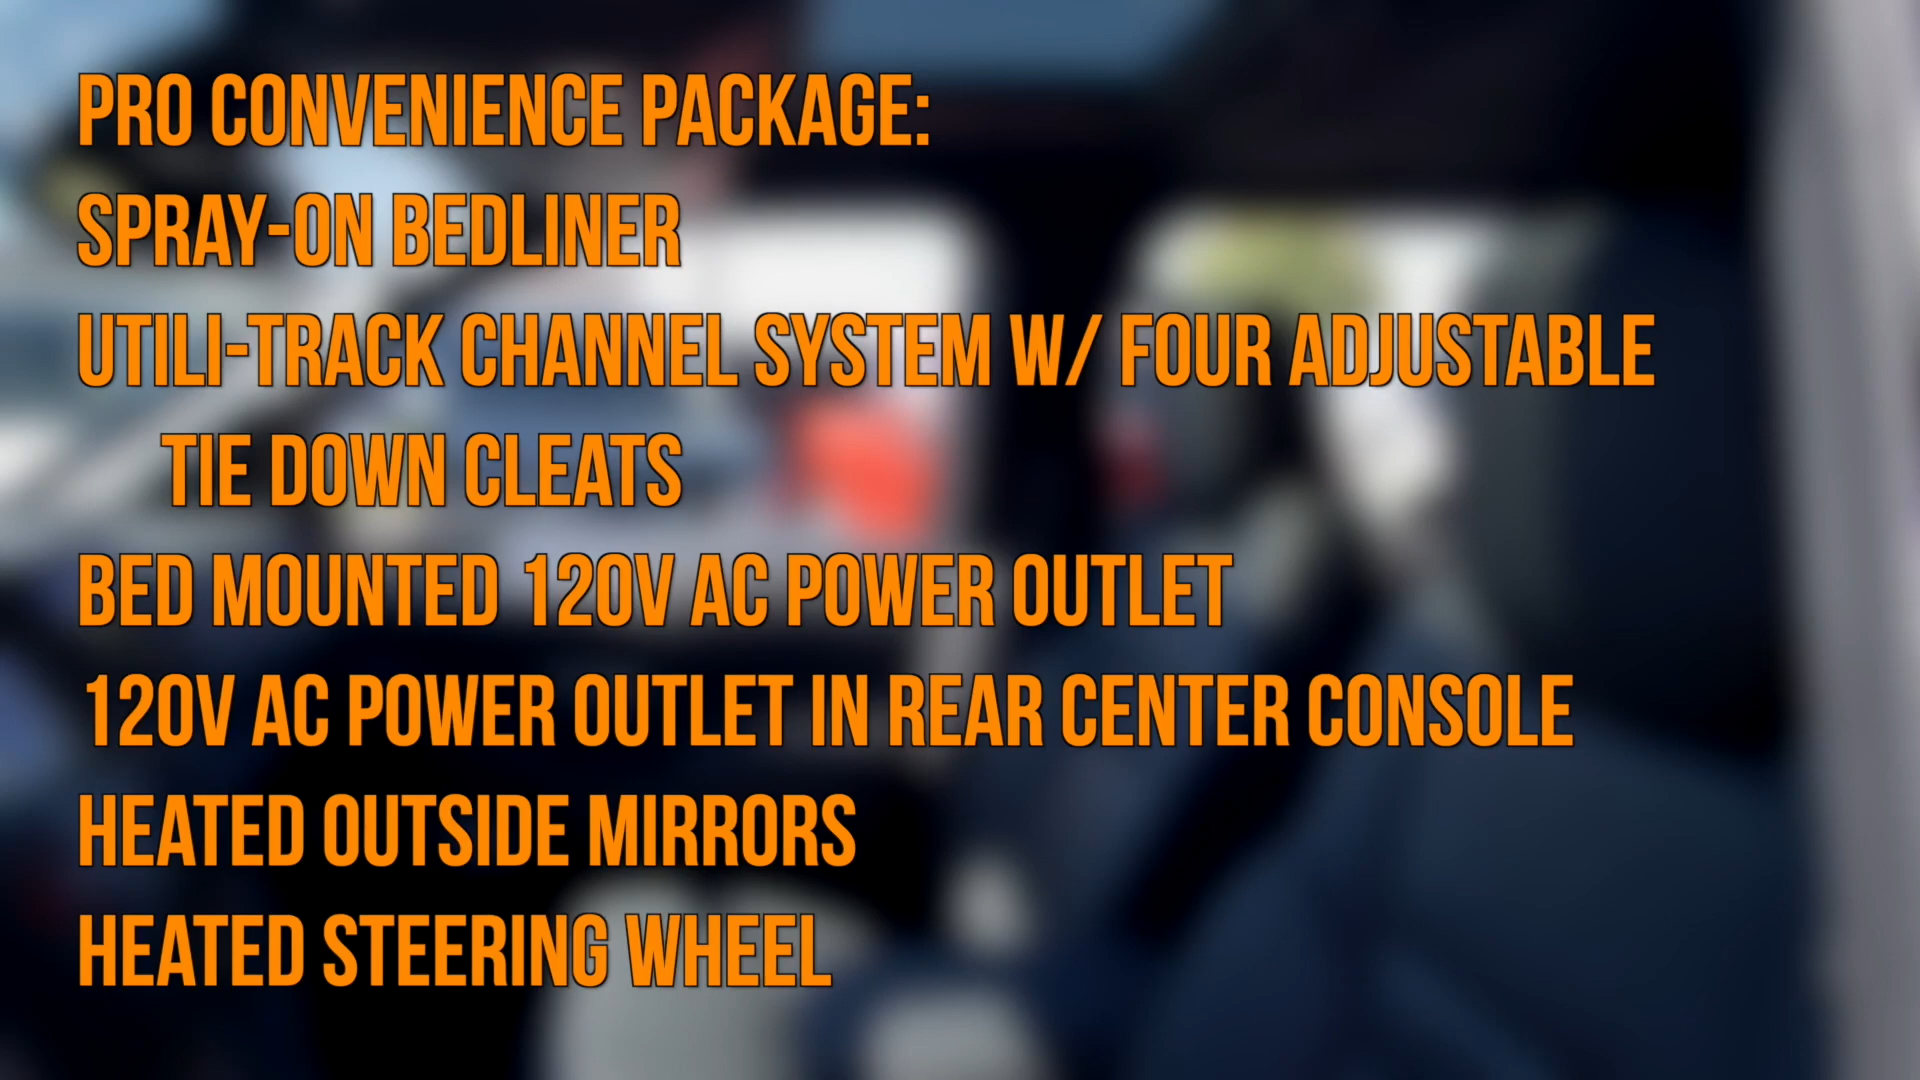 PRO CONVENIENCE PACKAGE:
SPRAY-ON BEDLINER
UTILI-TRACK CHANNEL SYSTEM W/ FOUR ADJUSTABLE
TIE DOWN CLEATS
BED MOUNTED 120V AC POWER OUTLET
120V AC POWER OUTLET IN REAR CENTER CONSOLE
HEATED OUTSIDE MIRRORS
HEATED STEERING WHEEL